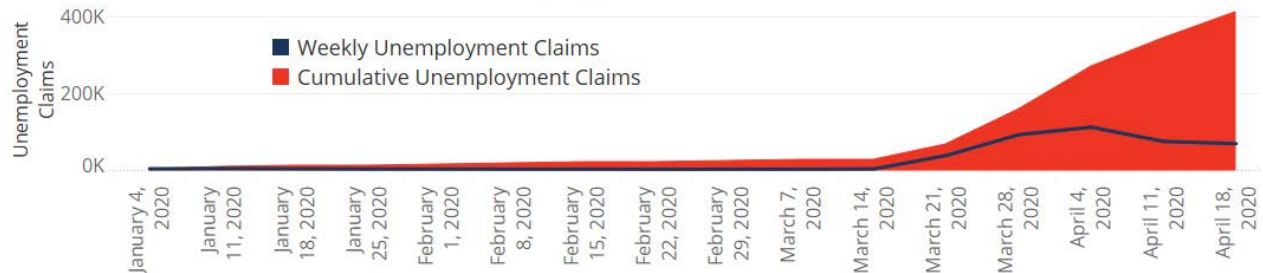 400K
200K
0K
Unemployment
Claims
Weekly Unemployment Claims
Cumulative Unemployment Claims
January 4,
2020
January
11, 2020
January
18, 2020
January
25, 2020
February
1, 2020
February
8, 2020
February
15, 2020
February
22, 2020
February
29, 2020
March 7,
2020
March 14,
2020
March 21,
2020
March 28,
2020
April 4,
2020
April 11,
2020
April 18,
2020